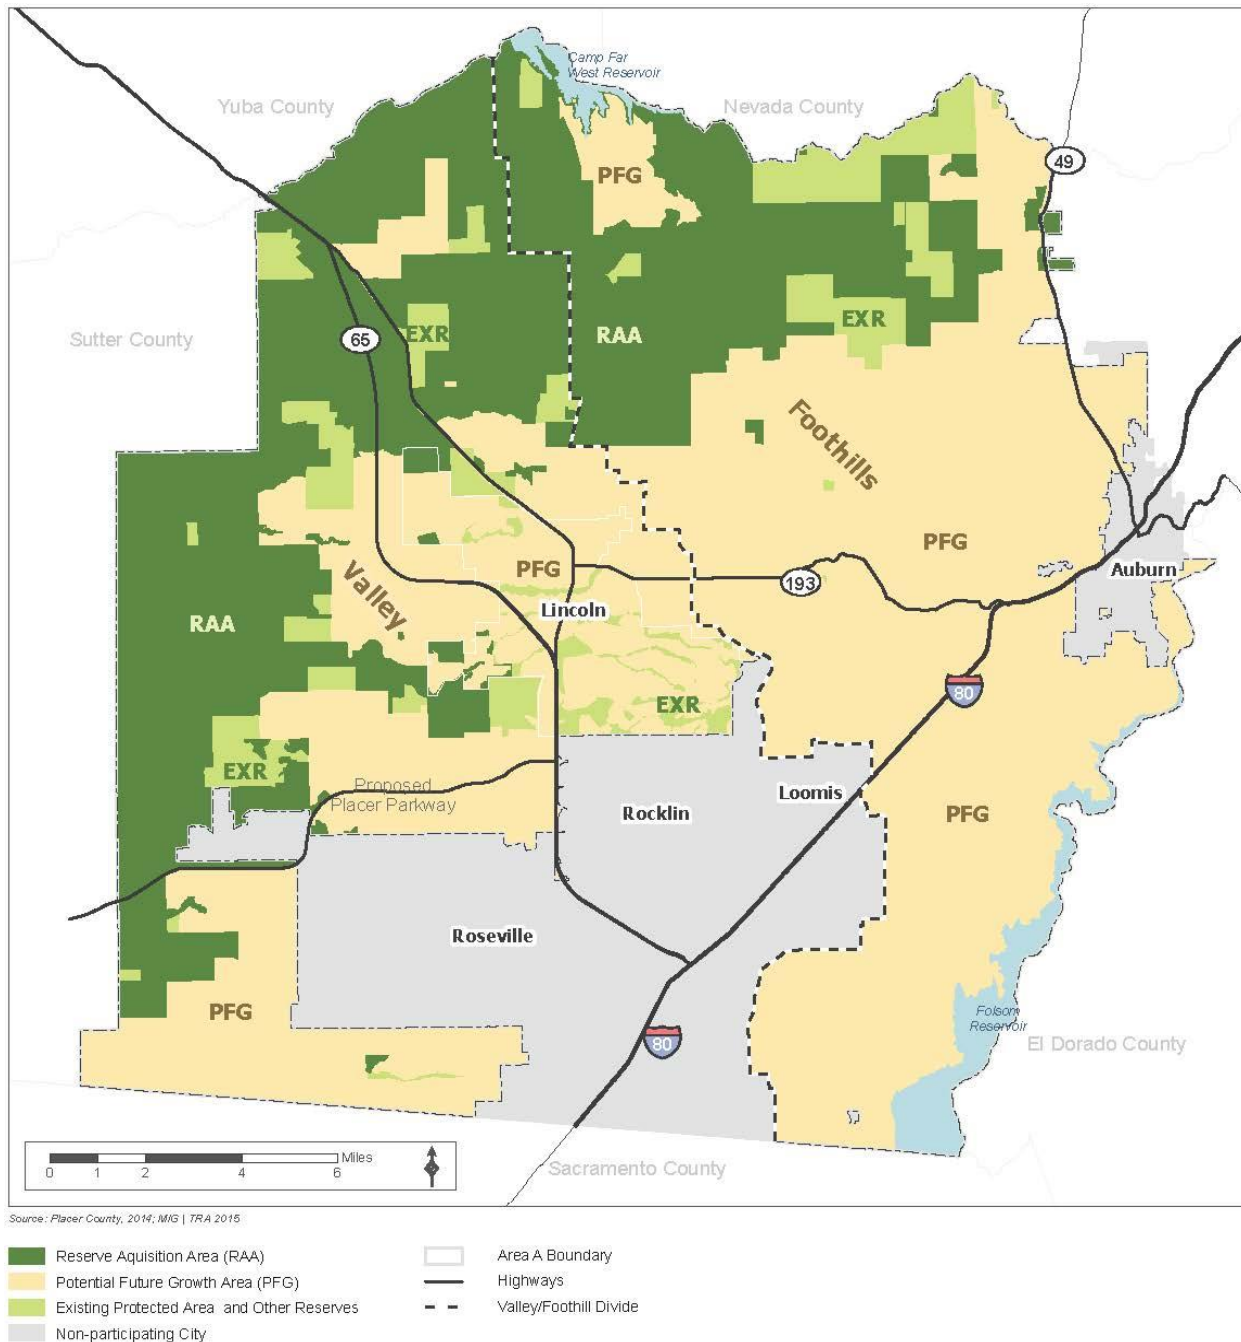 Camp Far
West Reservoir
Yuba County
Nevada County
49
PFG
Sutter County
65
EXR
RAA
EXR
Foothills
PFG
Valley
PFG
193
Auburn
Lincoln
RAA
EXR
80
EXR
Proposed
Placer Parkway
Rocklin
Loomis
PFG
Roseville
PFG
Folsom
Reservoir
80
El Dorado County
Miles
0 1 2 4 6
Sacramento County
Source: Placer County, 2014; MIG | TRA 2015
Reserve Aquisition Area (RAA)
Potential Future Growth Area (PFG)
Existing Protected Area and Other Reserves
Non-participating City
Area A Boundary
Highways
Valley/Foothill Divide